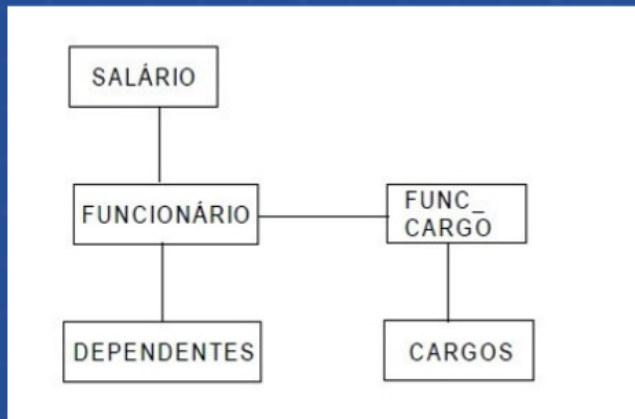 SALÁRIO
FUNCIONÁRIO
FUNC_
CARGO
DEPENDENTES
CARGOS